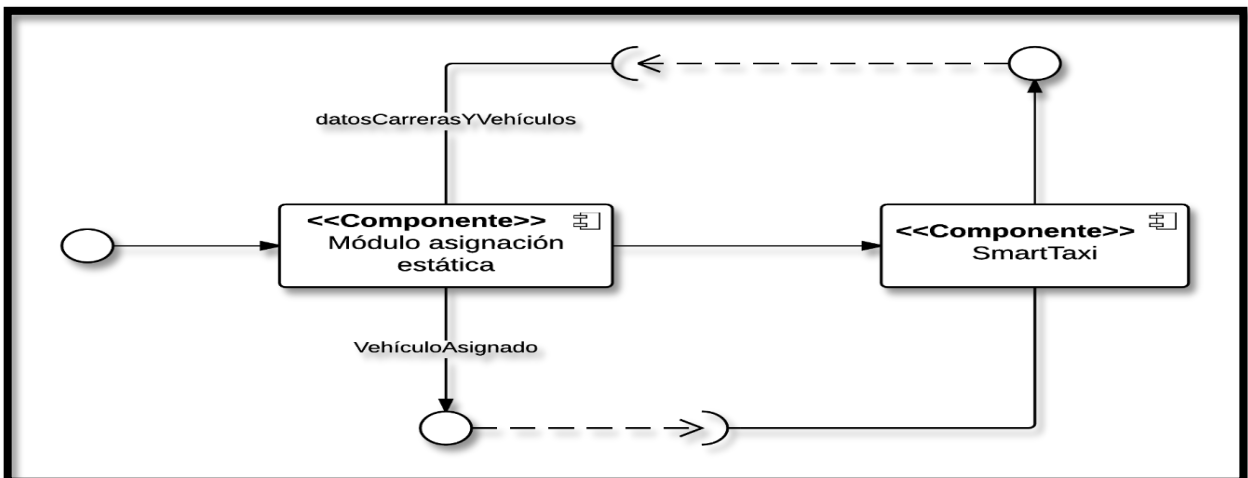 datosCarrerasYVehículos
<<Componente>>
Módulo asignación
estática
<<Componente>>
SmartTaxi
VehículoAsignado